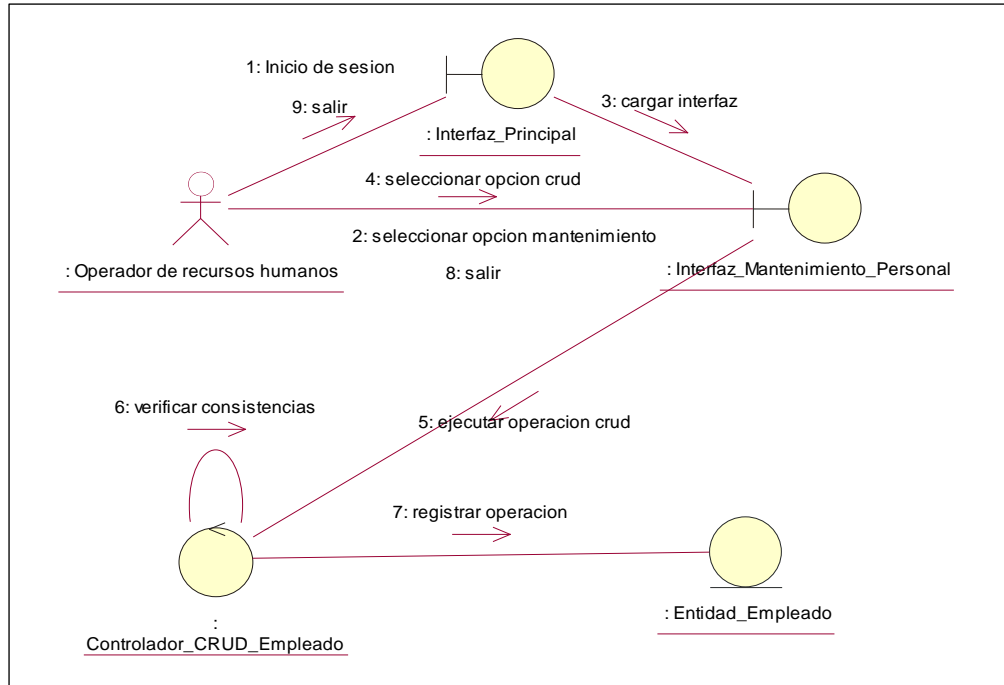 1: Inicio de sesion
9: salir
3: cargar interfaz
: Interfaz_Principal
4: seleccionar opcion crud
2: seleccionar opcion mantenimiento
8: salir
: Operador de recursos humanos
: Interfaz_Mantenimiento_Personal
6: verificar consistencias
5: ejecutar operacion crud
7: registrar operacion
:
Controlador_CRUD_Empleado
: Entidad_Empleado